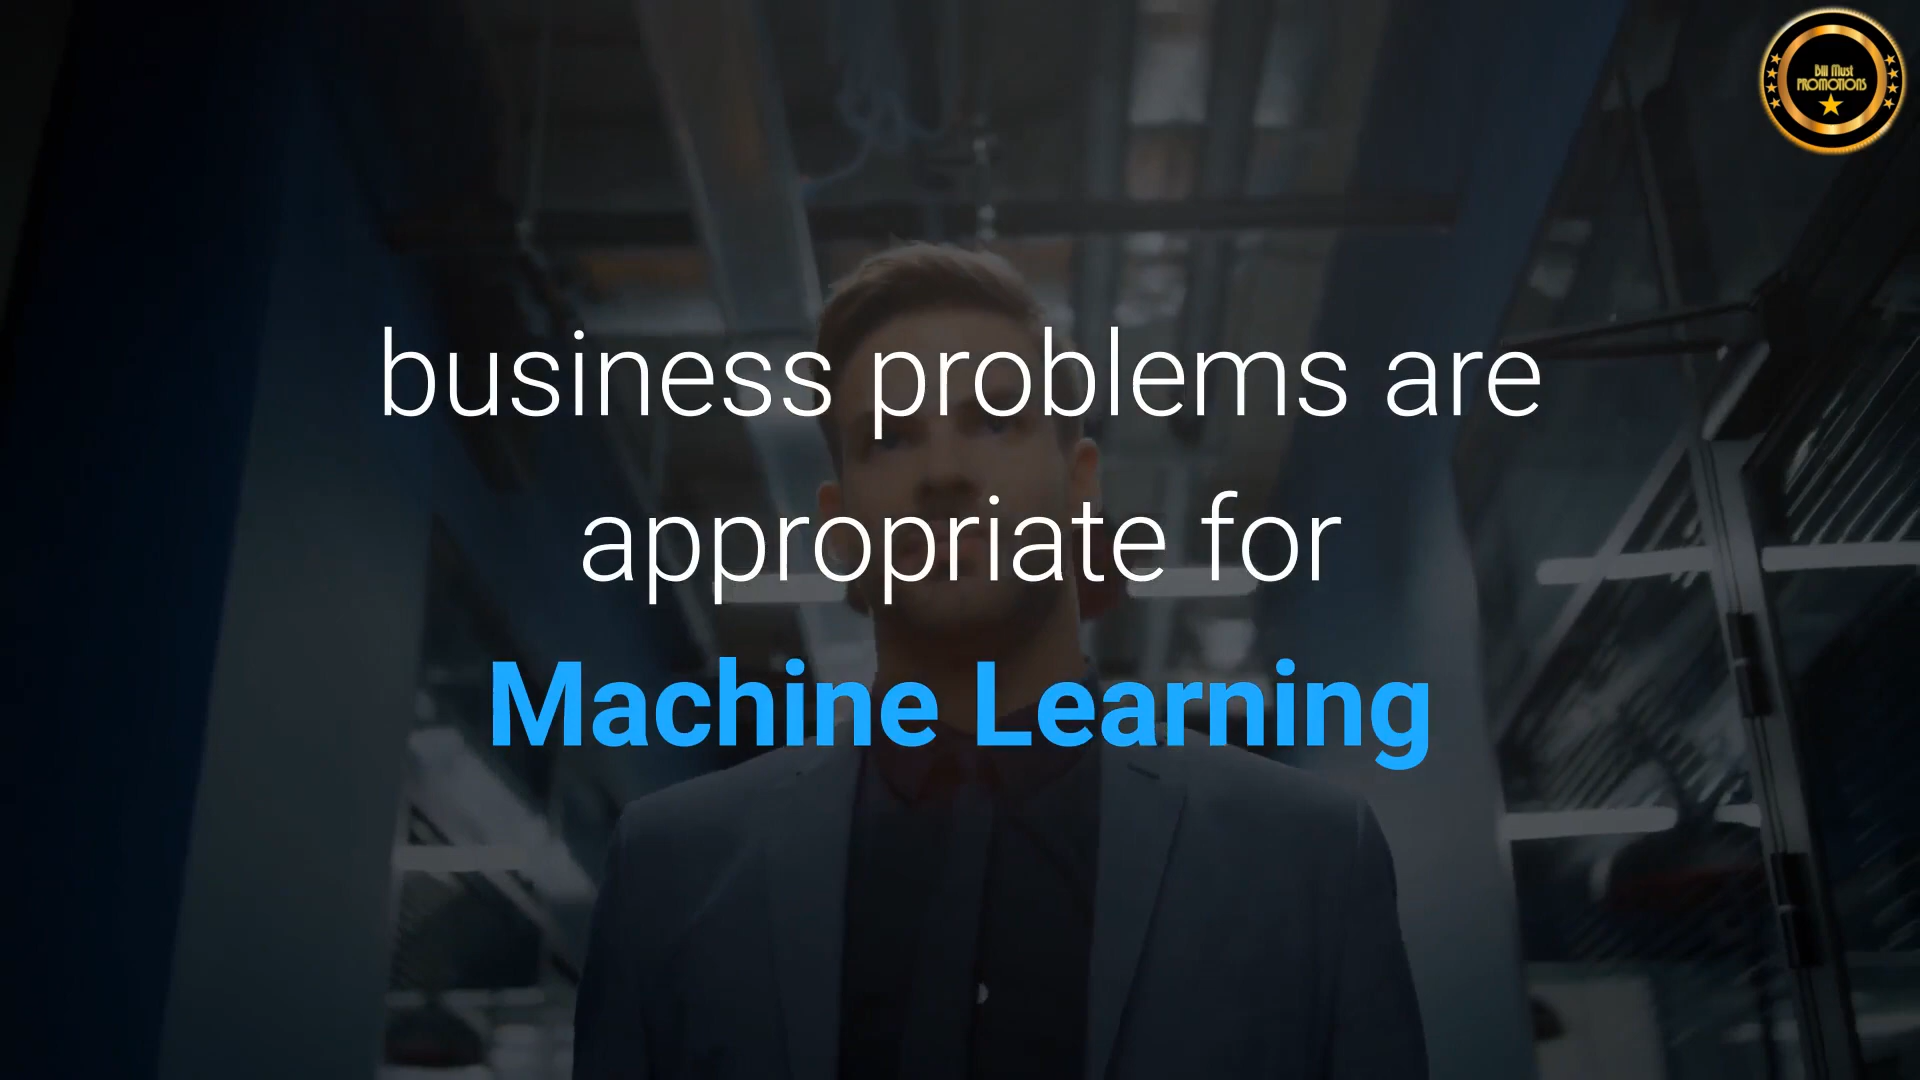 Bill Must
PROMOTIONS
business problems are
appropriate for
Machine Learning